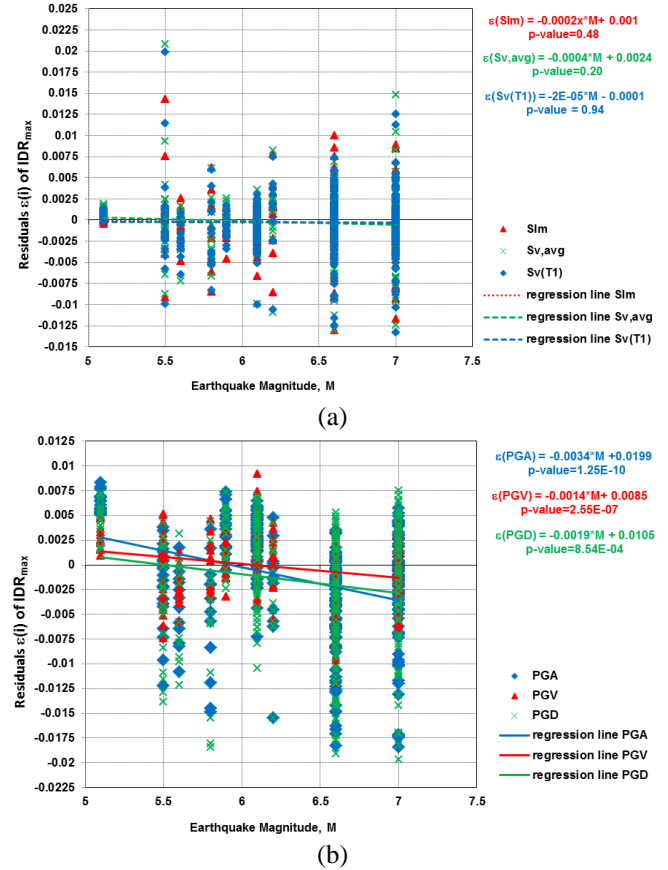 0.025
0.0225
0.02
0.0175
0.015
0.0125
0.01
0.0075
0.005
0.0025
0
-0.0025
-0.005
-0.0075
-0.01
-0.0125
-0.015
5
5.5
6
6.5
7
7.5
Residuals ε(i) of IDRmax
Earthquake Magnitude, M
ε(SIm) = -0.0002x*M+ 0.001
p-value=0.48
ε(Sv,avg) = -0.0004*M + 0.0024
p-value=0.20
ε(Sv(T1)) = -2E-05*M - 0.0001
p-value = 0.94
SIm
Sv,avg
Sv(T1)
regression line SIm
regression line Sv,avg
regression line Sv(T1)
(a)
0.0125
0.01
0.0075
0.005
0.0025
0
-0.0025
-0.005
-0.0075
-0.01
-0.0125
-0.015
-0.0175
-0.02
-0.0225
5
5.5
6
6.5
7
7.5
Residuals ε(i) of IDRmax
Earthquake Magnitude, M
ε(PGA) = -0.0034*M +0.0199
p-value=1.25E-10
ε(PGV) =-0.0014*M+ 0.0085
p-value=2.55E-07
ε(PGD) =-0.0019*M + 0.0105
p-value=8.54E-04
PGA
PGV
PGD
regression line PGA
regression line PGV
regression line PGD
(b)